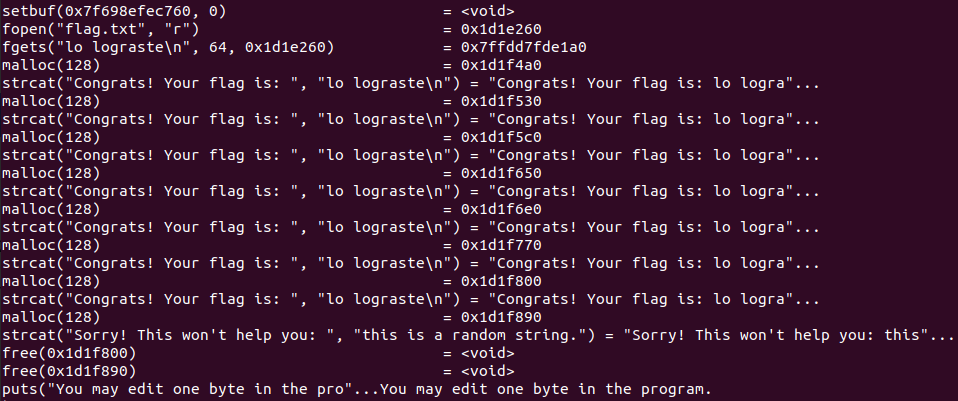 setbuf(0x7f698efec760, 0) = <void>
fopen("flag.txt", "r") = 0x1d1e260
fgets("lo lograste\n", 64, 0x1d1e260) = 0x7ffdd7fde1a0
malloc(128) = 0x1d1f4a0
strcat("Congrats! Your flag is: ", "lo lograste\n") = "Congrats! Your flag is: lo logra"...
malloc(128) = 0x1d1f530
strcat("Congrats! Your flag is: ", "lo lograste\n") = "Congrats! Your flag is: lo logra"...
malloc(128) = 0x1d1f5c0
strcat("Congrats! Your flag is: ", "lo lograste\n") = "Congrats! Your flag is: lo logra"...
malloc(128) = 0x1d1f650
strcat("Congrats! Your flag is: ", "lo lograste\n") = "Congrats! Your flag is: lo logra"...
malloc(128) = 0x1d1f6e0
strcat("Congrats! Your flag is: ", "lo lograste\n") = "Congrats! Your flag is: lo logra"...
malloc(128) = 0x1d1f770
strcat("Congrats! Your flag is: ", "lo lograste\n") = "Congrats! Your flag is: lo logra"...
malloc(128) = 0x1d1f800
strcat("Congrats! Your flag is: ", "lo lograste\n") = "Congrats! Your flag is: lo logra"...
malloc(128) = 0x1d1f890
strcat("Sorry! This won't help you: ", "this is a random string.") = "Sorry! This won't help you: this"...
free(0x1d1f800) = <void>
free(0x1d1f890) = <void>
puts("You may edit one byte in the pro"...You may edit one byte in the program.